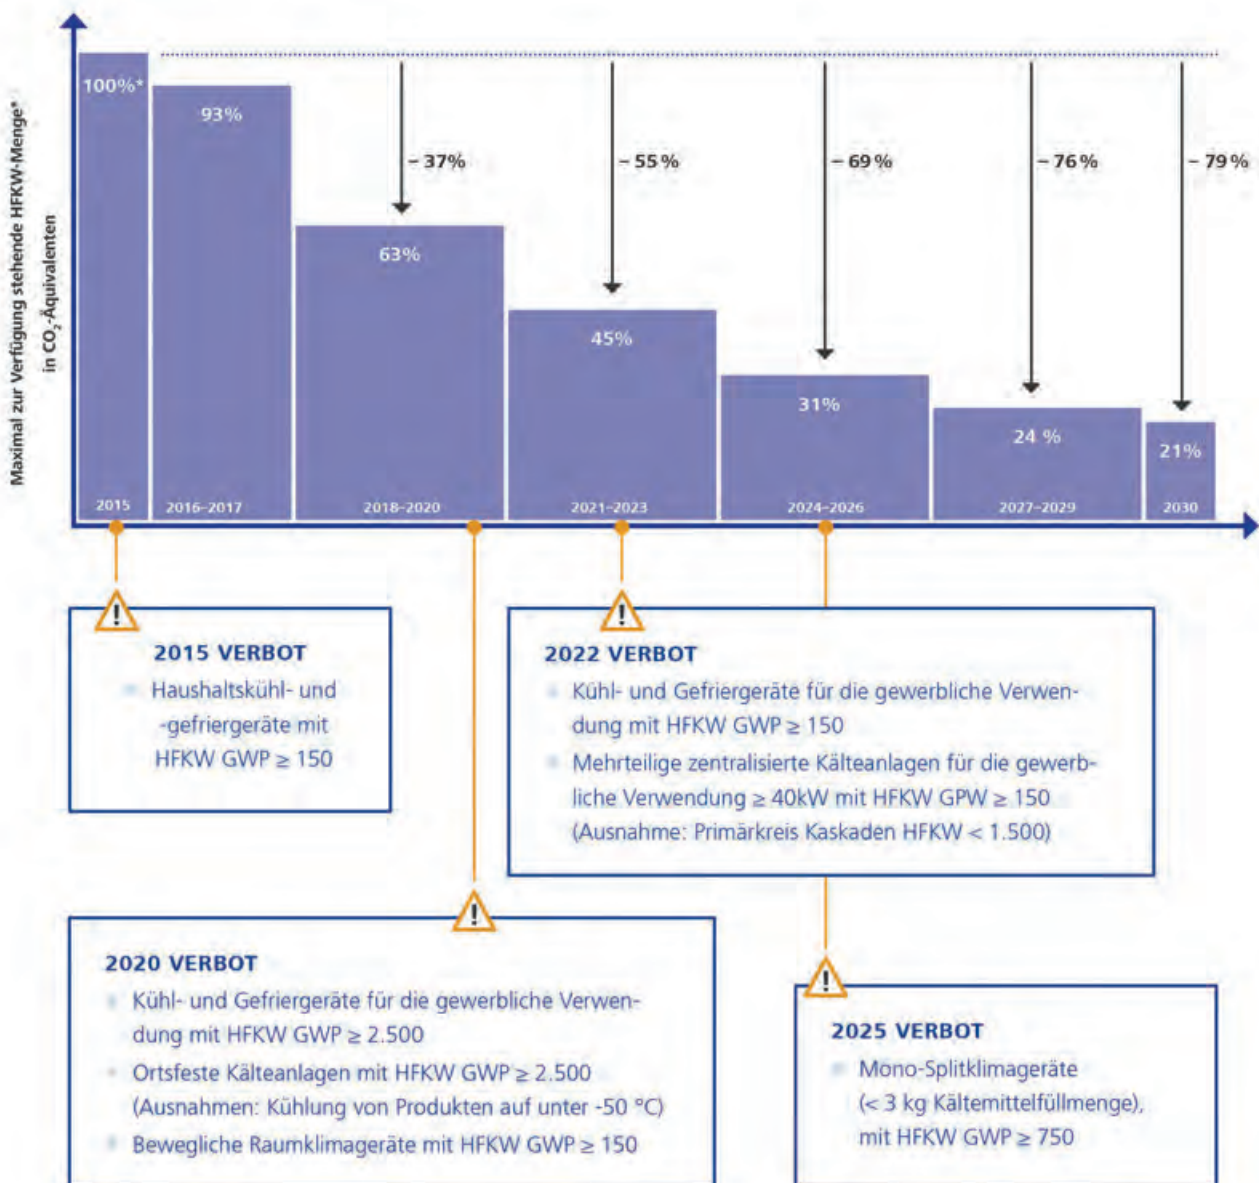 Maximal zur Verfügung stehende HFKW-Menge*
in CO₂-Äquivalenten
100%*
93%
63%
45%
31%
24 %
21%
– 37%
– 55%
– 69%
– 76%
– 79%
2015
2016–2017
2018–2020
2021–2023
2024–2026
2027–2029
2030
!
2015 VERBOT
Haushaltskühl- und
-gefriergeräte mit
HFKW GWP ≥ 150
!
2022 VERBOT
Kühl- und Gefriergeräte für die gewerbliche Verwen-
dung mit HFKW GWP ≥ 150
Mehrteilige zentralisierte Kälteanlagen für die gewerb-
liche Verwendung ≥ 40kW mit HFKW GPW ≥ 150
(Ausnahme: Primärkreis Kaskaden HFKW < 1.500)
!
2020 VERBOT
Kühl- und Gefriergeräte für die gewerbliche Verwen-
dung mit HFKW GWP ≥ 2.500
Ortsfeste Kälteanlagen mit HFKW GWP ≥ 2.500
(Ausnahmen: Kühlung von Produkten auf unter -50 °C)
Bewegliche Raumklimageräte mit HFKW GWP ≥ 150
!
2025 VERBOT
Mono-Splitklimageräte
(< 3 kg Kältemittelfüllmenge),
mit HFKW GWP ≥ 750